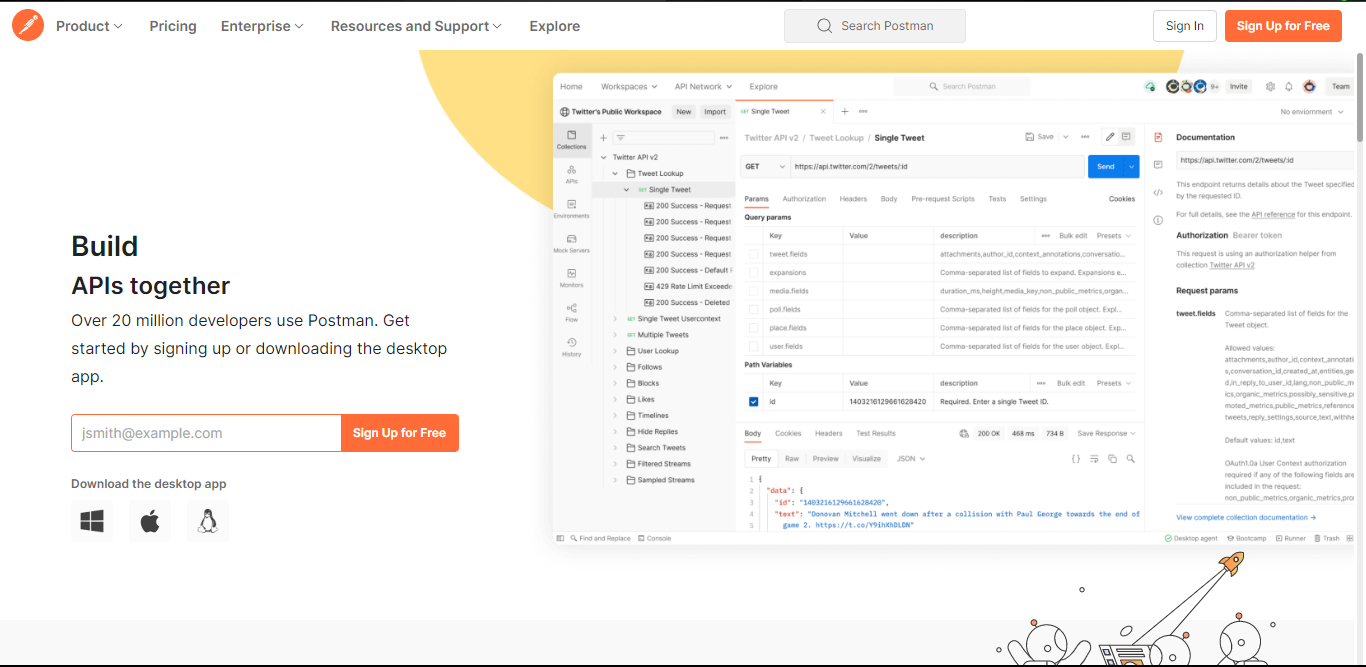 Product
Pricing
Enterprise
Resources and Support
Explore
Search Postman
Sign In
Sign Up for Free
Build
APIs together
Over 20 million developers use Postman. Get
started by signing up or downloading the desktop
app.
jsmith@example.com
Sign Up for Free
Download the desktop app
Home
Workspaces
API Network
Explore
Search Postman
9+
Invite
Team
Twitter's Public Workspace
New
Import
GET Single Tweet
No environment
Collections
APIs
Environments
Mock Servers
Monitors
Flow
History
Twitter API v2
Tweet Lookup
GET Single Tweet
200 Success - Request
200 Success - Request
200 Success - Request
200 Success - Request
200 Success - Default
429 Rate Limit Exceede
200 Success - Deleted
GET Single Tweet Usercontext
GET Multiple Tweets
User Lookup
Follows
Blocks
Likes
Timelines
Hide Replies
Search Tweets
Filtered Streams
Sampled Streams
Twitter API v2 / Tweet Lookup / Single Tweet
Save
GET
https://api.twitter.com/2/tweets/:id
Send
Params
Authorization
Headers
Body
Pre-request Scripts
Tests
Settings
Cookies
Query params
Key
Value
description
Bulk edit
Presets
tweet.fields
attachments,author_id,context_annotations,conversatio...
expansions
Comma-separated list of fields to expand. Expansions e...
media.fields
duration_ms,height,media_key,non_public_metrics,organ...
poll.fields
Comma-separated list of fields for the poll object. Expl...
place.fields
Comma-separated list of fields for the place object. Exp...
user.fields
Comma-separated list of fields for the user object. Expl...
Path Variables
Key
Value
description
Bulk edit
Presets
id
1403216129661628420
Required. Enter a single Tweet ID.
Body
Cookies
Headers
Test Results
200 OK
468 ms
734 B
Save Response
Pretty
Raw
Preview
Visualize
JSON
1 {
2 "data": {
3 "id": "1403216129661628420",
4 "text": "Donovan Mitchell went down after a collision with Paul George towards the end of
5 game 2. https://t.co/Y9ihXhDLDN"
Documentation
https://api.twitter.com/2/tweets/:id
This endpoint returns details about the Tweet specified
by the requested ID.
For full details, see the API reference for this endpoint.
Authorization Bearer token
This request is using an authorization helper from
collection Twitter API v2
Request params
tweet.fields
Comma-separated list of fields for the
Tweet object.
Allowed values:
attachments,author_id,context_annotatio
s,conversation_id,created_at,entities,ge
d,in_reply_to_user_id,lang,non_public_m
ics,organic_metrics,possibly_sensitive,p
moted_metrics,public_metrics,reference
tweets,reply_settings,source,text,withhe
Default values: id,text
OAuth1.0a User Context authorization
required if any of the following fields are
included in the request:
non_public_metrics,organic_metrics,pro
View complete collection documentation →
Find and Replace
Console
Desktop agent
Bootcamp
Runner
Trash